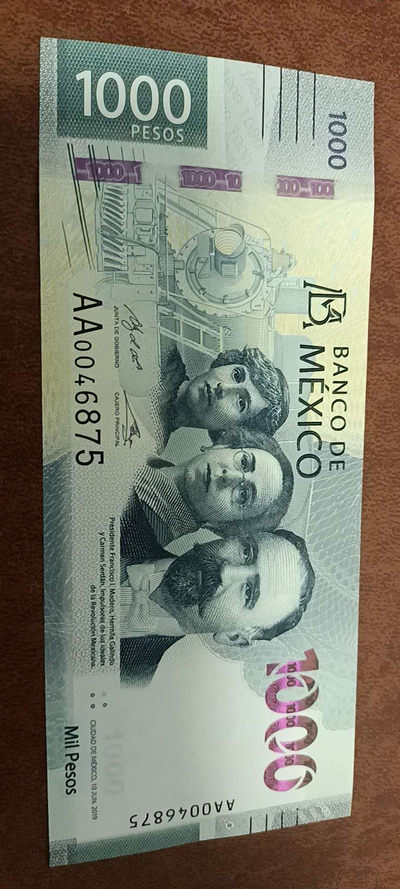 1000
PESOS
1000
BANCO DE
MÉXICO
AA0046875
JUNTA DE GOBIERNO
CAJERO PRINCIPAL
Presidente Francisco I. Madero, Hermila Galindo
y Carmen Serdán, impulsores de los ideales
de la Revolución Mexicana.
1000
1000
CIUDAD DE MÉXICO, 10 JUN. 2019
Mil Pesos
AA0046875